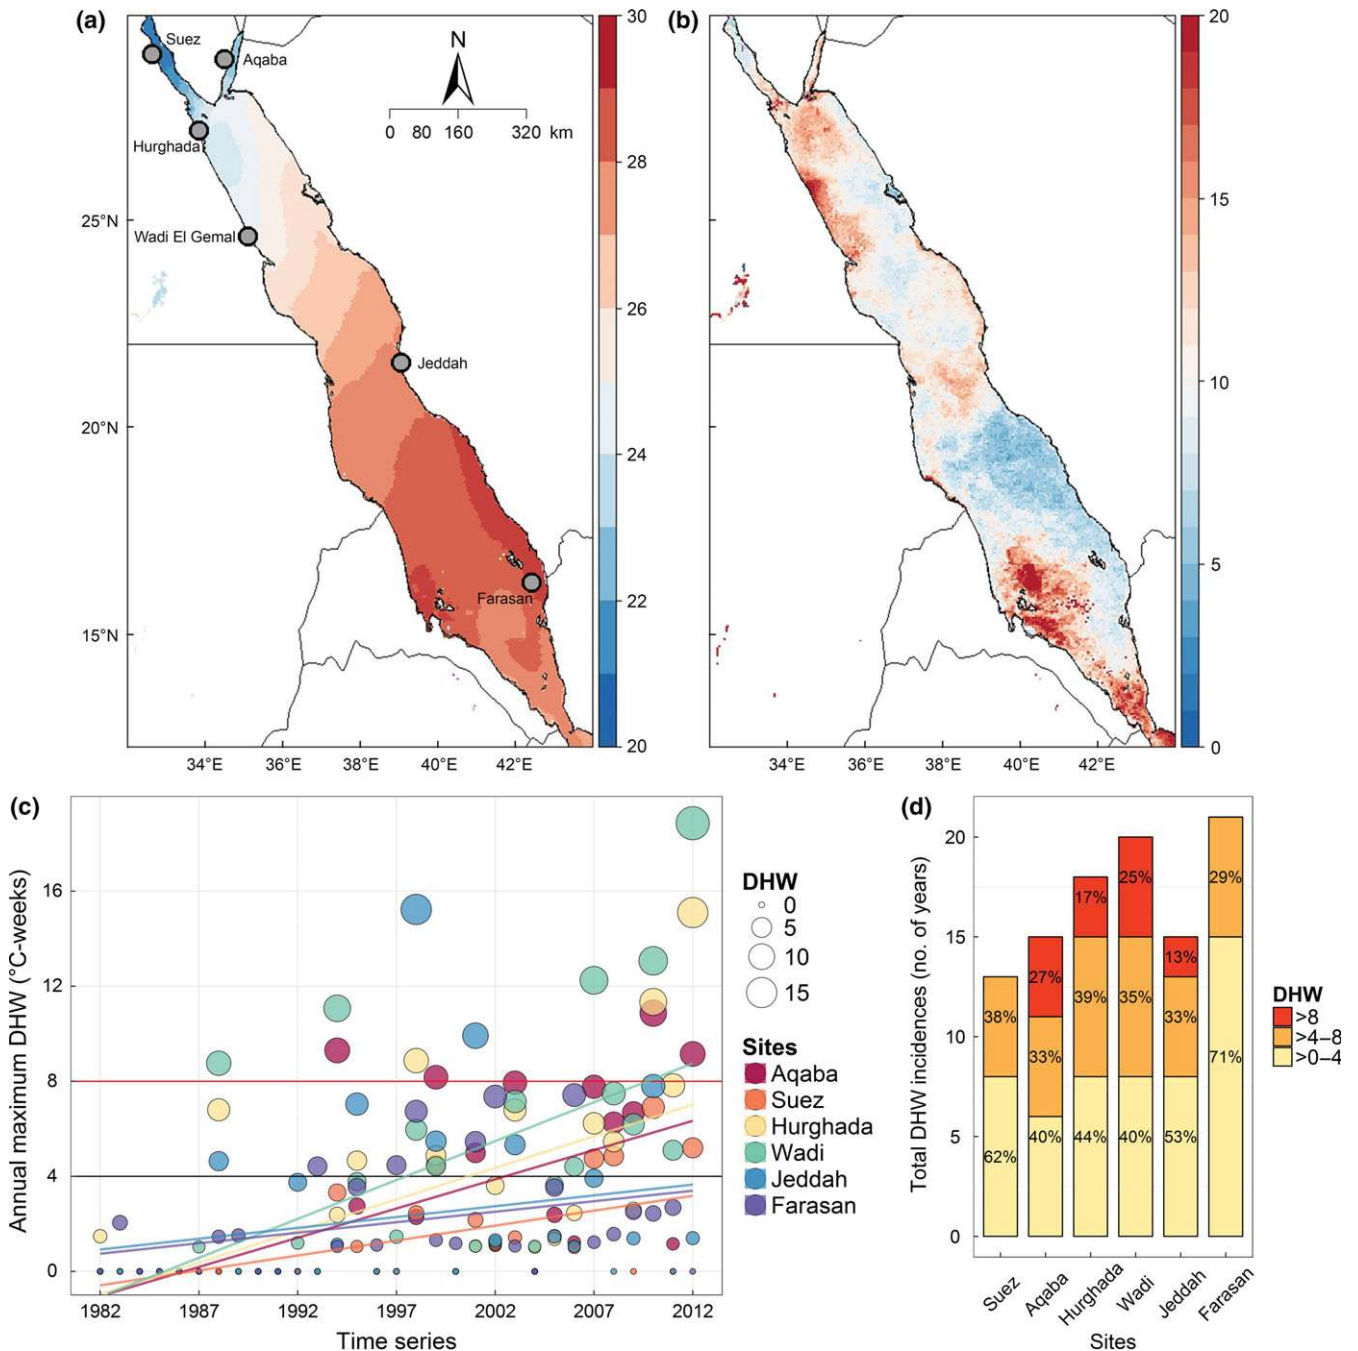 (a)
Suez
Aqaba
N
0 80 160 320 km
Hurghada
25°N
Wadi El Gemal
Jeddah
20°N
Farasan
15°N
34°E 36°E 38°E 40°E 42°E
30
28
26
24
22
20
(b)
34°E 36°E 38°E 40°E 42°E
20
15
10
5
0
(c)
Annual maximum DHW (°C-weeks)
16
12
8
4
0
1982 1987 1992 1997 2002 2007 2012
Time series
DHW
0
5
10
15
Sites
Aqaba
Suez
Hurghada
Wadi
Jeddah
Farasan
(d)
Total DHW incidences (no. of years)
20
15
10
5
0
38%
62%
27%
33%
40%
17%
39%
44%
25%
35%
40%
13%
33%
53%
29%
71%
Suez Aqaba Hurghada Wadi Jeddah Farasan
Sites
DHW
>8
>4–8
>0–4